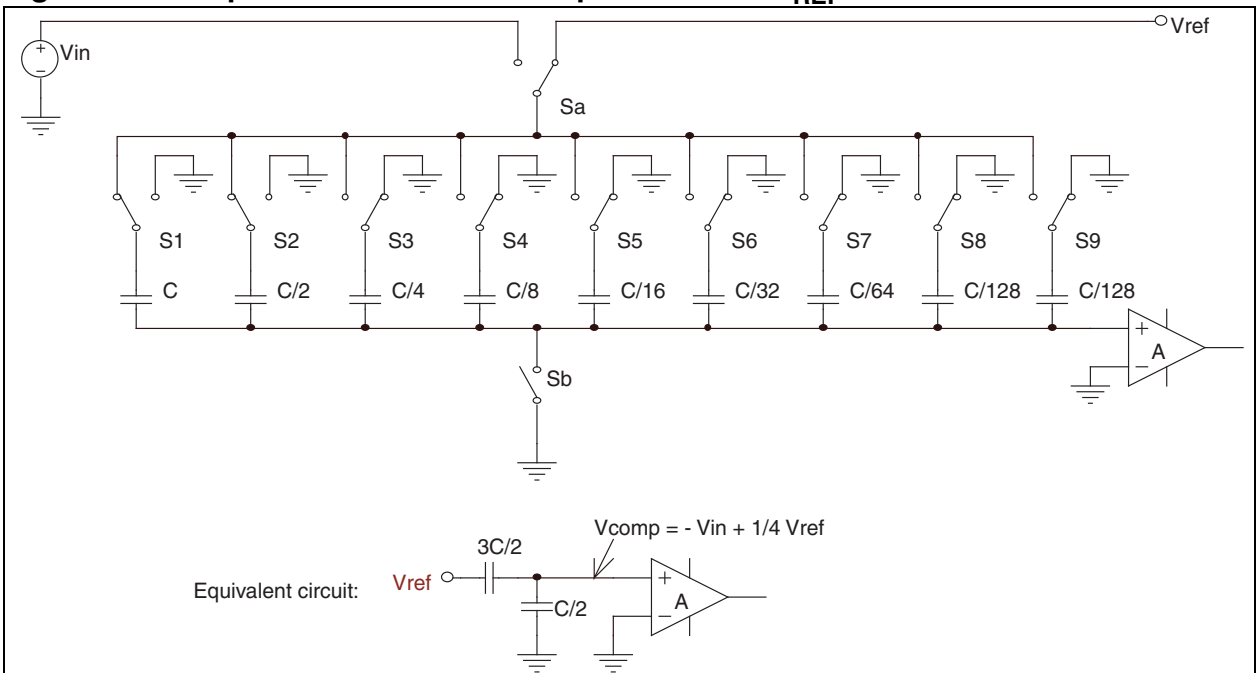 REF
Vin
Vref
Sa
S1 S2 S3 S4 S5 S6 S7 S8 S9
C C/2 C/4 C/8 C/16 C/32 C/64 C/128 C/128
+
A
−
Sb
Vcomp = - Vin + 1/4 Vref
3C/2
Equivalent circuit: Vref
C/2
+
A
−